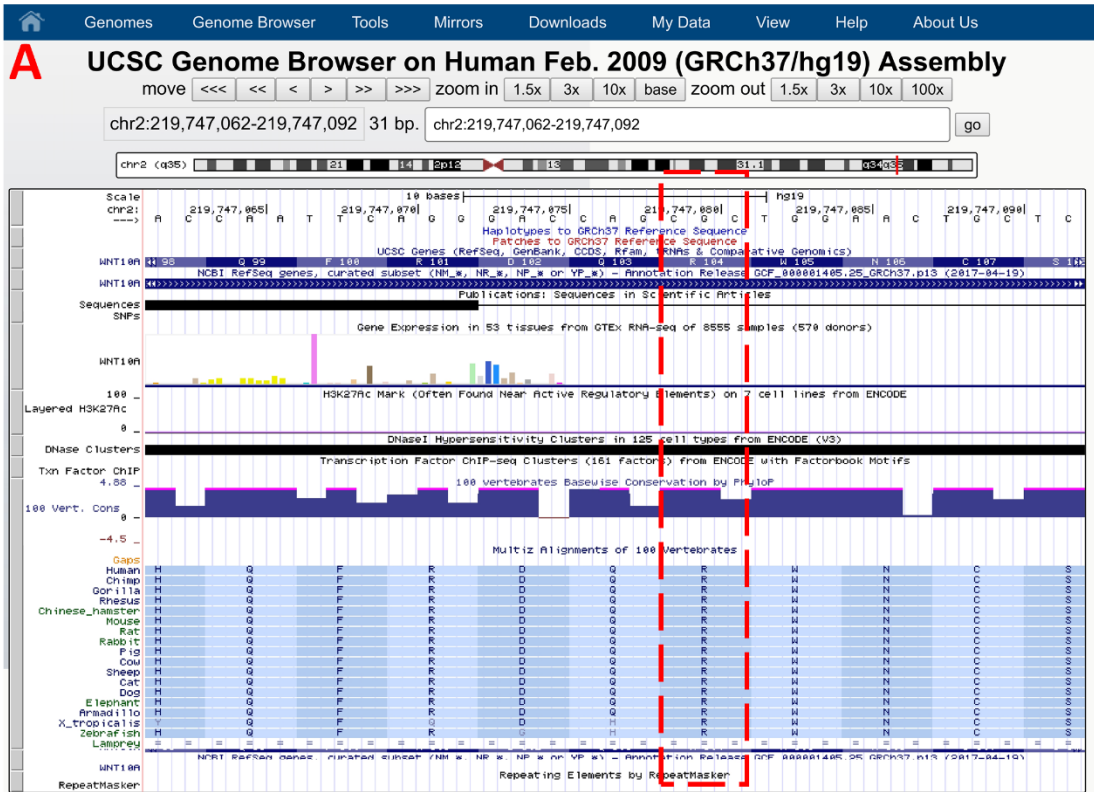 Genomes Genome Browser Tools Mirrors Downloads My Data View Help About Us
A
UCSC Genome Browser on Human Feb. 2009 (GRCh37/hg19) Assembly
move <<< << < > >> >>> zoom in 1.5x 3x 10x base zoom out 1.5x 3x 10x 100x
chr2:219,747,062-219,747,092 31 bp. chr2:219,747,062-219,747,092 go
chr2 (q35) 21 14 2p12 13 31.1 q34 q35
Scale 10 bases hg19
chr2: 219,747,065| 219,747,070| 219,747,075| 219,747,080| 219,747,085| 219,747,090|
---> A C C A A T T C A G G G A C C A G C G C T G A A C T G C T C
Haplotypes to GRCh37 Reference Sequence
Patches to GRCh37 Reference Sequence
UCSC Genes (RefSeq, GenBank, CCDS, Rfam, tRNAs & Comparative Genomics)
WNT10A 98 Q 99 F 100 R 101 D 102 Q 103 R 104 W 105 N 106 C 107
NCBI RefSeq genes, curated subset (NM_*, NR_*, NP_* or YP_*) - Annotation Release GCF_000001405.25_GRCh37.p13 (2017-04-19)
WNT10A
Publications: Sequences in Scientific Articles
Sequences
SNPs
Gene Expression in 53 tissues from GTEx RNA-seq of 8555 samples (570 donors)
WNT10A
H3K27Ac Mark (Often Found Near Active Regulatory Elements) on 7 cell lines from ENCODE
100 _
Layered H3K27Ac
0 _
DNaseI Hypersensitivity Clusters in 125 cell types from ENCODE (V3)
DNase Clusters
Transcription Factor ChIP-seq Clusters (161 factors) from ENCODE with Factorbook Motifs
Txn Factor ChIP
4.88 _ 100 vertebrates Basewise Conservation by PhyloP
100 Vert. Cons
0 -
-4.5 _
Multiz Alignments of 100 Vertebrates
Gaps
Human H Q F R D Q R W N C S
Chimp H Q F R D Q R W N C S
Gorilla H Q F R D Q R W N C S
Rhesus H Q F R D Q R W N C S
Chinese_hamster H Q F R D Q R W N C S
Mouse H Q F R D Q R W N C S
Rat H Q F R D Q R W N C S
Rabbit H Q F R D Q R W N C S
Pig H Q F R D Q R W N C S
Cow H Q F R D Q R W N C S
Sheep H Q F R D Q R W N C S
Cat H Q F R D Q R W N C S
Dog H Q F R D Q R W N C S
Elephant H Q F R D Q R W N C S
Armadillo H Q F R D Q R W N C S
X_tropicalis Y Q F Q D H R W N C S
Zebrafish H Q F R G H R W N C S
Lamprey = = = = = = = = = = = = = = = = = = = = = = = = = = = = = = =
NCBI RefSeq genes, curated subset (NM_*, NR_*, NP_* or YP_*) - Annotation Release GCF_000001405.25_GRCh37.p13 (2017-04-19)
WNT10A
Repeating Elements by RepeatMasker
RepeatMasker